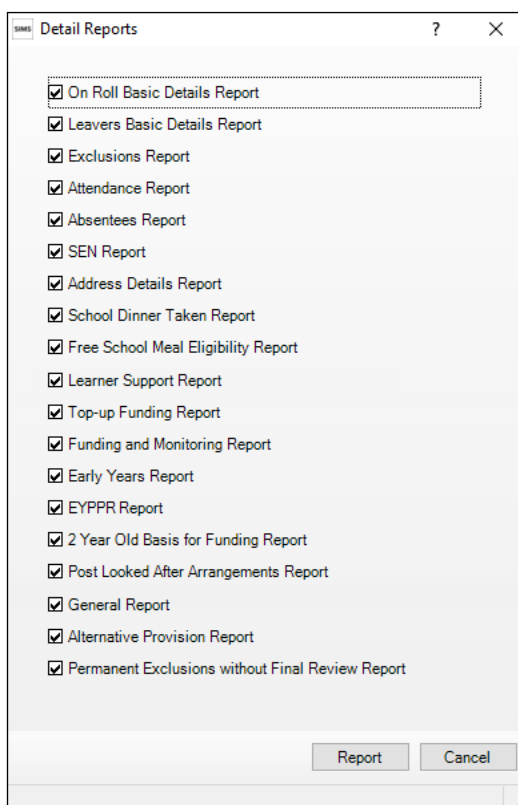 SIMS Detail Reports ?
On Roll Basic Details Report
Leavers Basic Details Report
Exclusions Report
Attendance Report
Absentees Report
SEN Report
Address Details Report
School Dinner Taken Report
Free School Meal Eligibility Report
Learner Support Report
Top-up Funding Report
Funding and Monitoring Report
Early Years Report
EYPPR Report
2 Year Old Basis for Funding Report
Post Looked After Arrangements Report
General Report
Alternative Provision Report
Permanent Exclusions without Final Review Report
Report Cancel